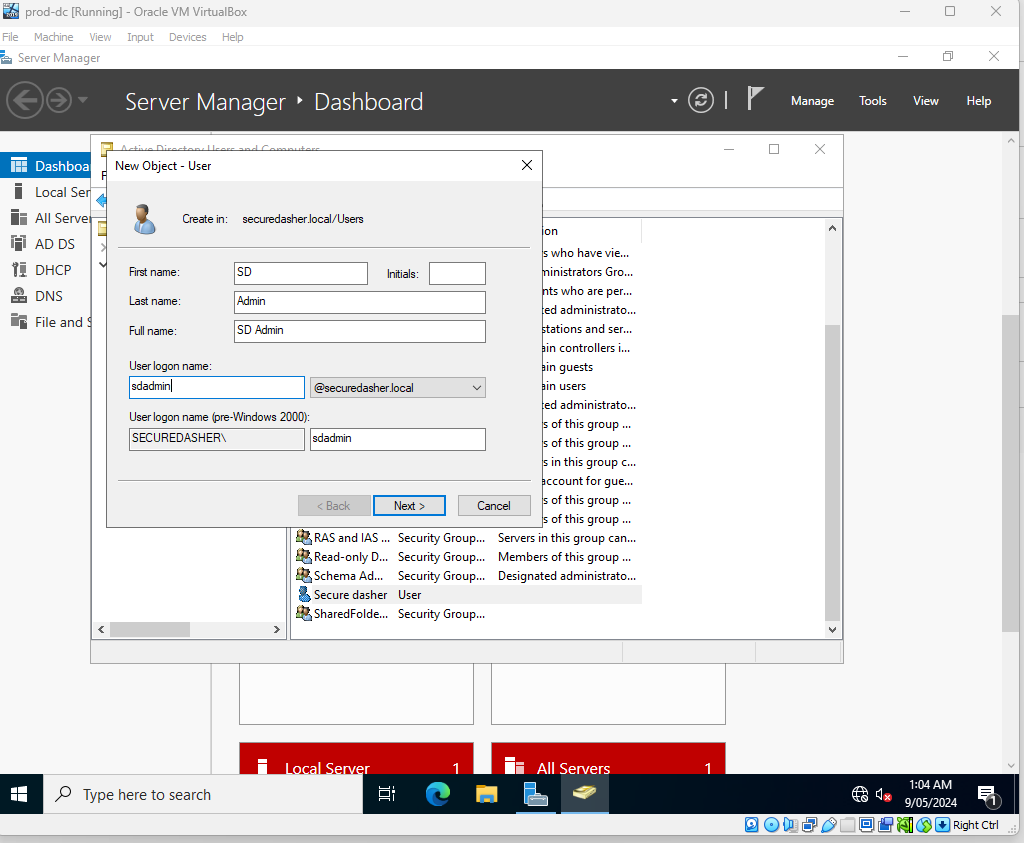 prod-dc [Running] - Oracle VM VirtualBox
File Machine View Input Devices Help
Server Manager
Server Manager Dashboard
Manage Tools View Help
Active Directory Users and Computers
New Object - User
Create in: securedasher.local/Users
First name: SD Initials:
Last name: Admin
Full name: SD Admin
User logon name:
sdadmin @securedasher.local
User logon name (pre-Windows 2000):
SECUREDASHER\ sdadmin
< Back Next > Cancel
Dashboa
Local Ser
All Server
AD DS
DHCP
DNS
File and S
F
ion
s who have vie...
ministrators Gro...
nts who are per...
ted administrato...
stations and ser...
ain controllers i...
ain guests
ain users
ted administrato...
s of this group ...
s of this group ...
s in this group c...
account for gue...
s of this group ...
s of this group ...
RAS and IAS ... Security Group... Servers in this group can...
Read-only D... Security Group... Members of this group ...
Schema Ad... Security Group... Designated administrato...
Secure dasher User
SharedFolde... Security Group...
Local Server 1
All Servers 1
Type here to search
1:04 AM
9/05/2024
1
Right Ctrl